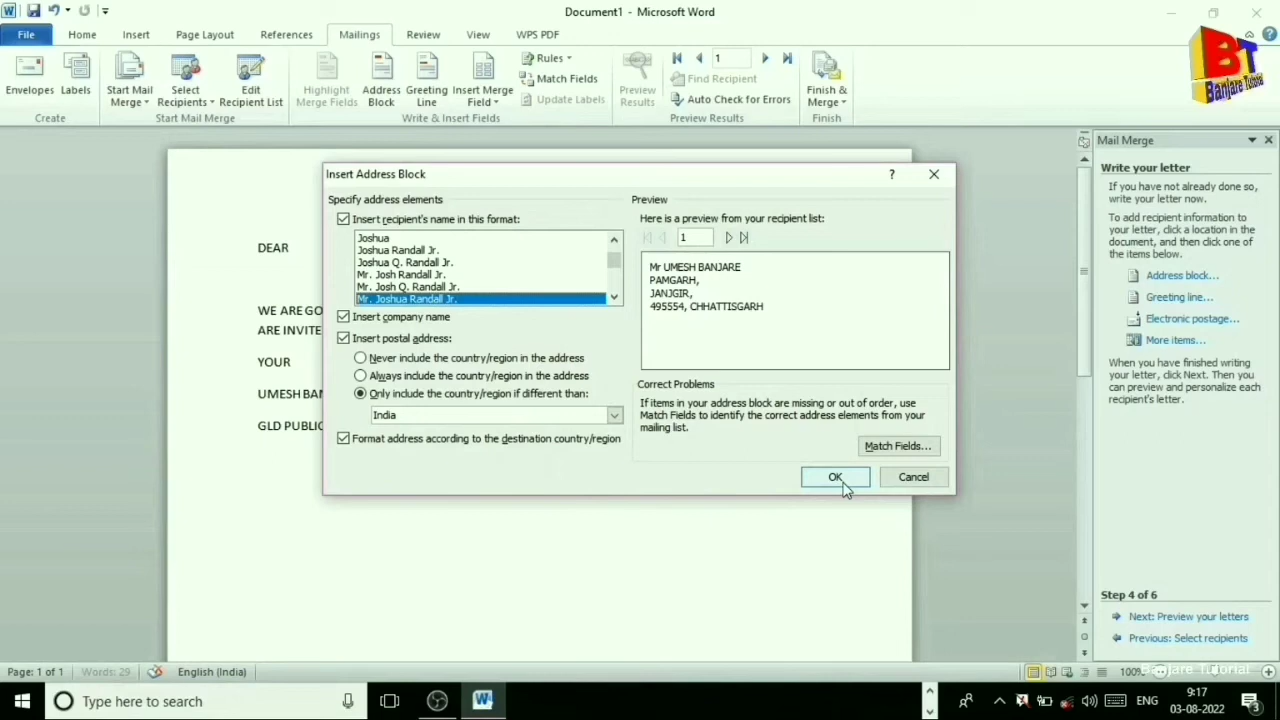 Document1 - Microsoft Word
File Home Insert Page Layout References Mailings Review View WPS PDF
Envelopes Labels
Create
Start Mail Merge Select Recipients Edit Recipient List
Start Mail Merge
Highlight Merge Fields Address Block Greeting Line Insert Merge Field
Rules
Match Fields
Update Labels
Write & Insert Fields
Preview Results
1
Find Recipient
Auto Check for Errors
Preview Results
Finish & Merge
Finish
BT
Banjare Tutorial
DEAR
WE ARE GO
ARE INVITE
YOUR
UMESH BAN
GLD PUBLIC
Insert Address Block
Specify address elements
Insert recipient's name in this format:
Joshua
Joshua Randall Jr.
Joshua Q. Randall Jr.
Mr. Josh Randall Jr.
Mr. Josh Q. Randall Jr.
Mr. Joshua Randall Jr.
Insert company name
Insert postal address:
Never include the country/region in the address
Always include the country/region in the address
Only include the country/region if different than:
India
Format address according to the destination country/region
Preview
Here is a preview from your recipient list:
1
Mr UMESH BANJARE
PAMGARH,
JANJGIR,
495554, CHHATTISGARH
Correct Problems
If items in your address block are missing or out of order, use
Match Fields to identify the correct address elements from your
mailing list.
Match Fields...
OK Cancel
Mail Merge
Write your letter
If you have not already done so,
write your letter now.
To add recipient information to
your letter, click a location in the
document, and then click one of
the items below.
Address block...
Greeting line...
Electronic postage...
More items...
When you have finished writing
your letter, click Next. Then you
can preview and personalize each
recipient's letter.
Step 4 of 6
Next: Preview your letters
Previous: Select recipients
Page: 1 of 1 Words: 29 English (India)
100%
Banjare Tutorial
Type here to search
ENG
9:17
03-08-2022
3